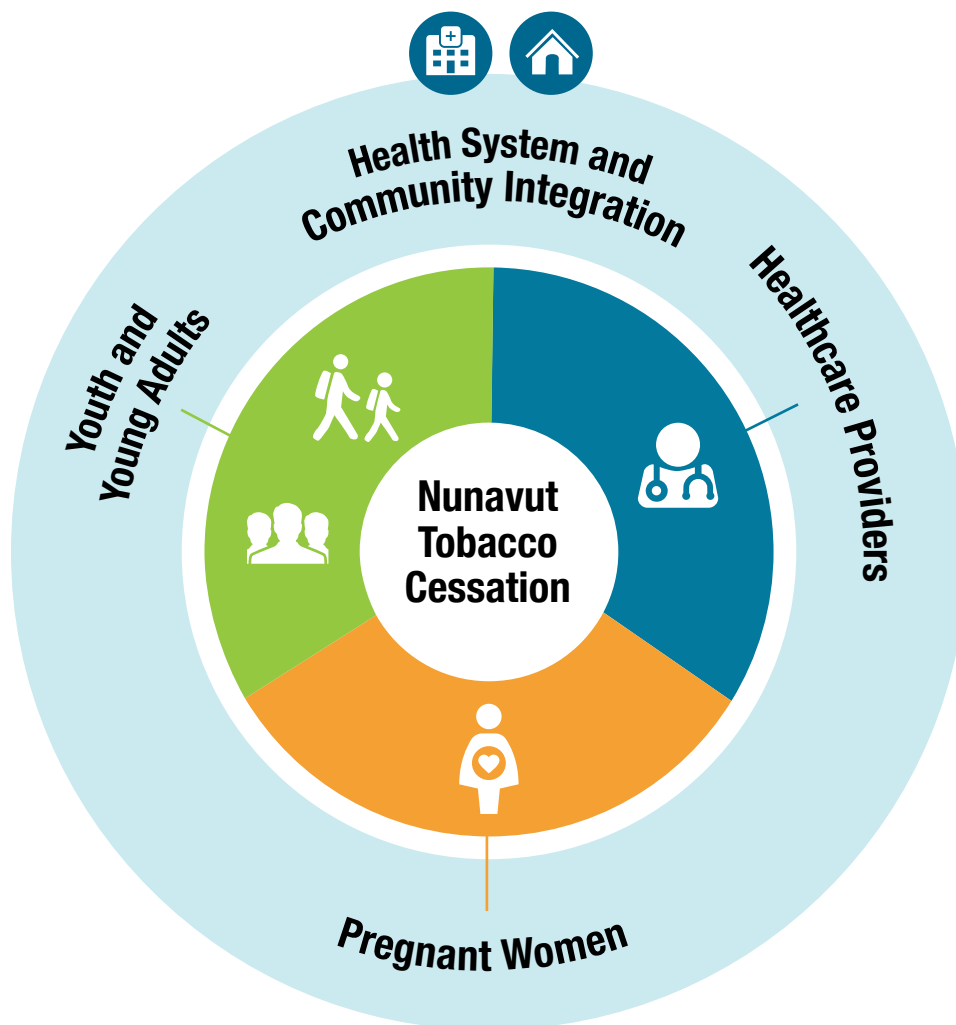 Health System and
Community Integration
Youth and
Young Adults
Healthcare Providers
Nunavut
Tobacco
Cessation
Pregnant Women